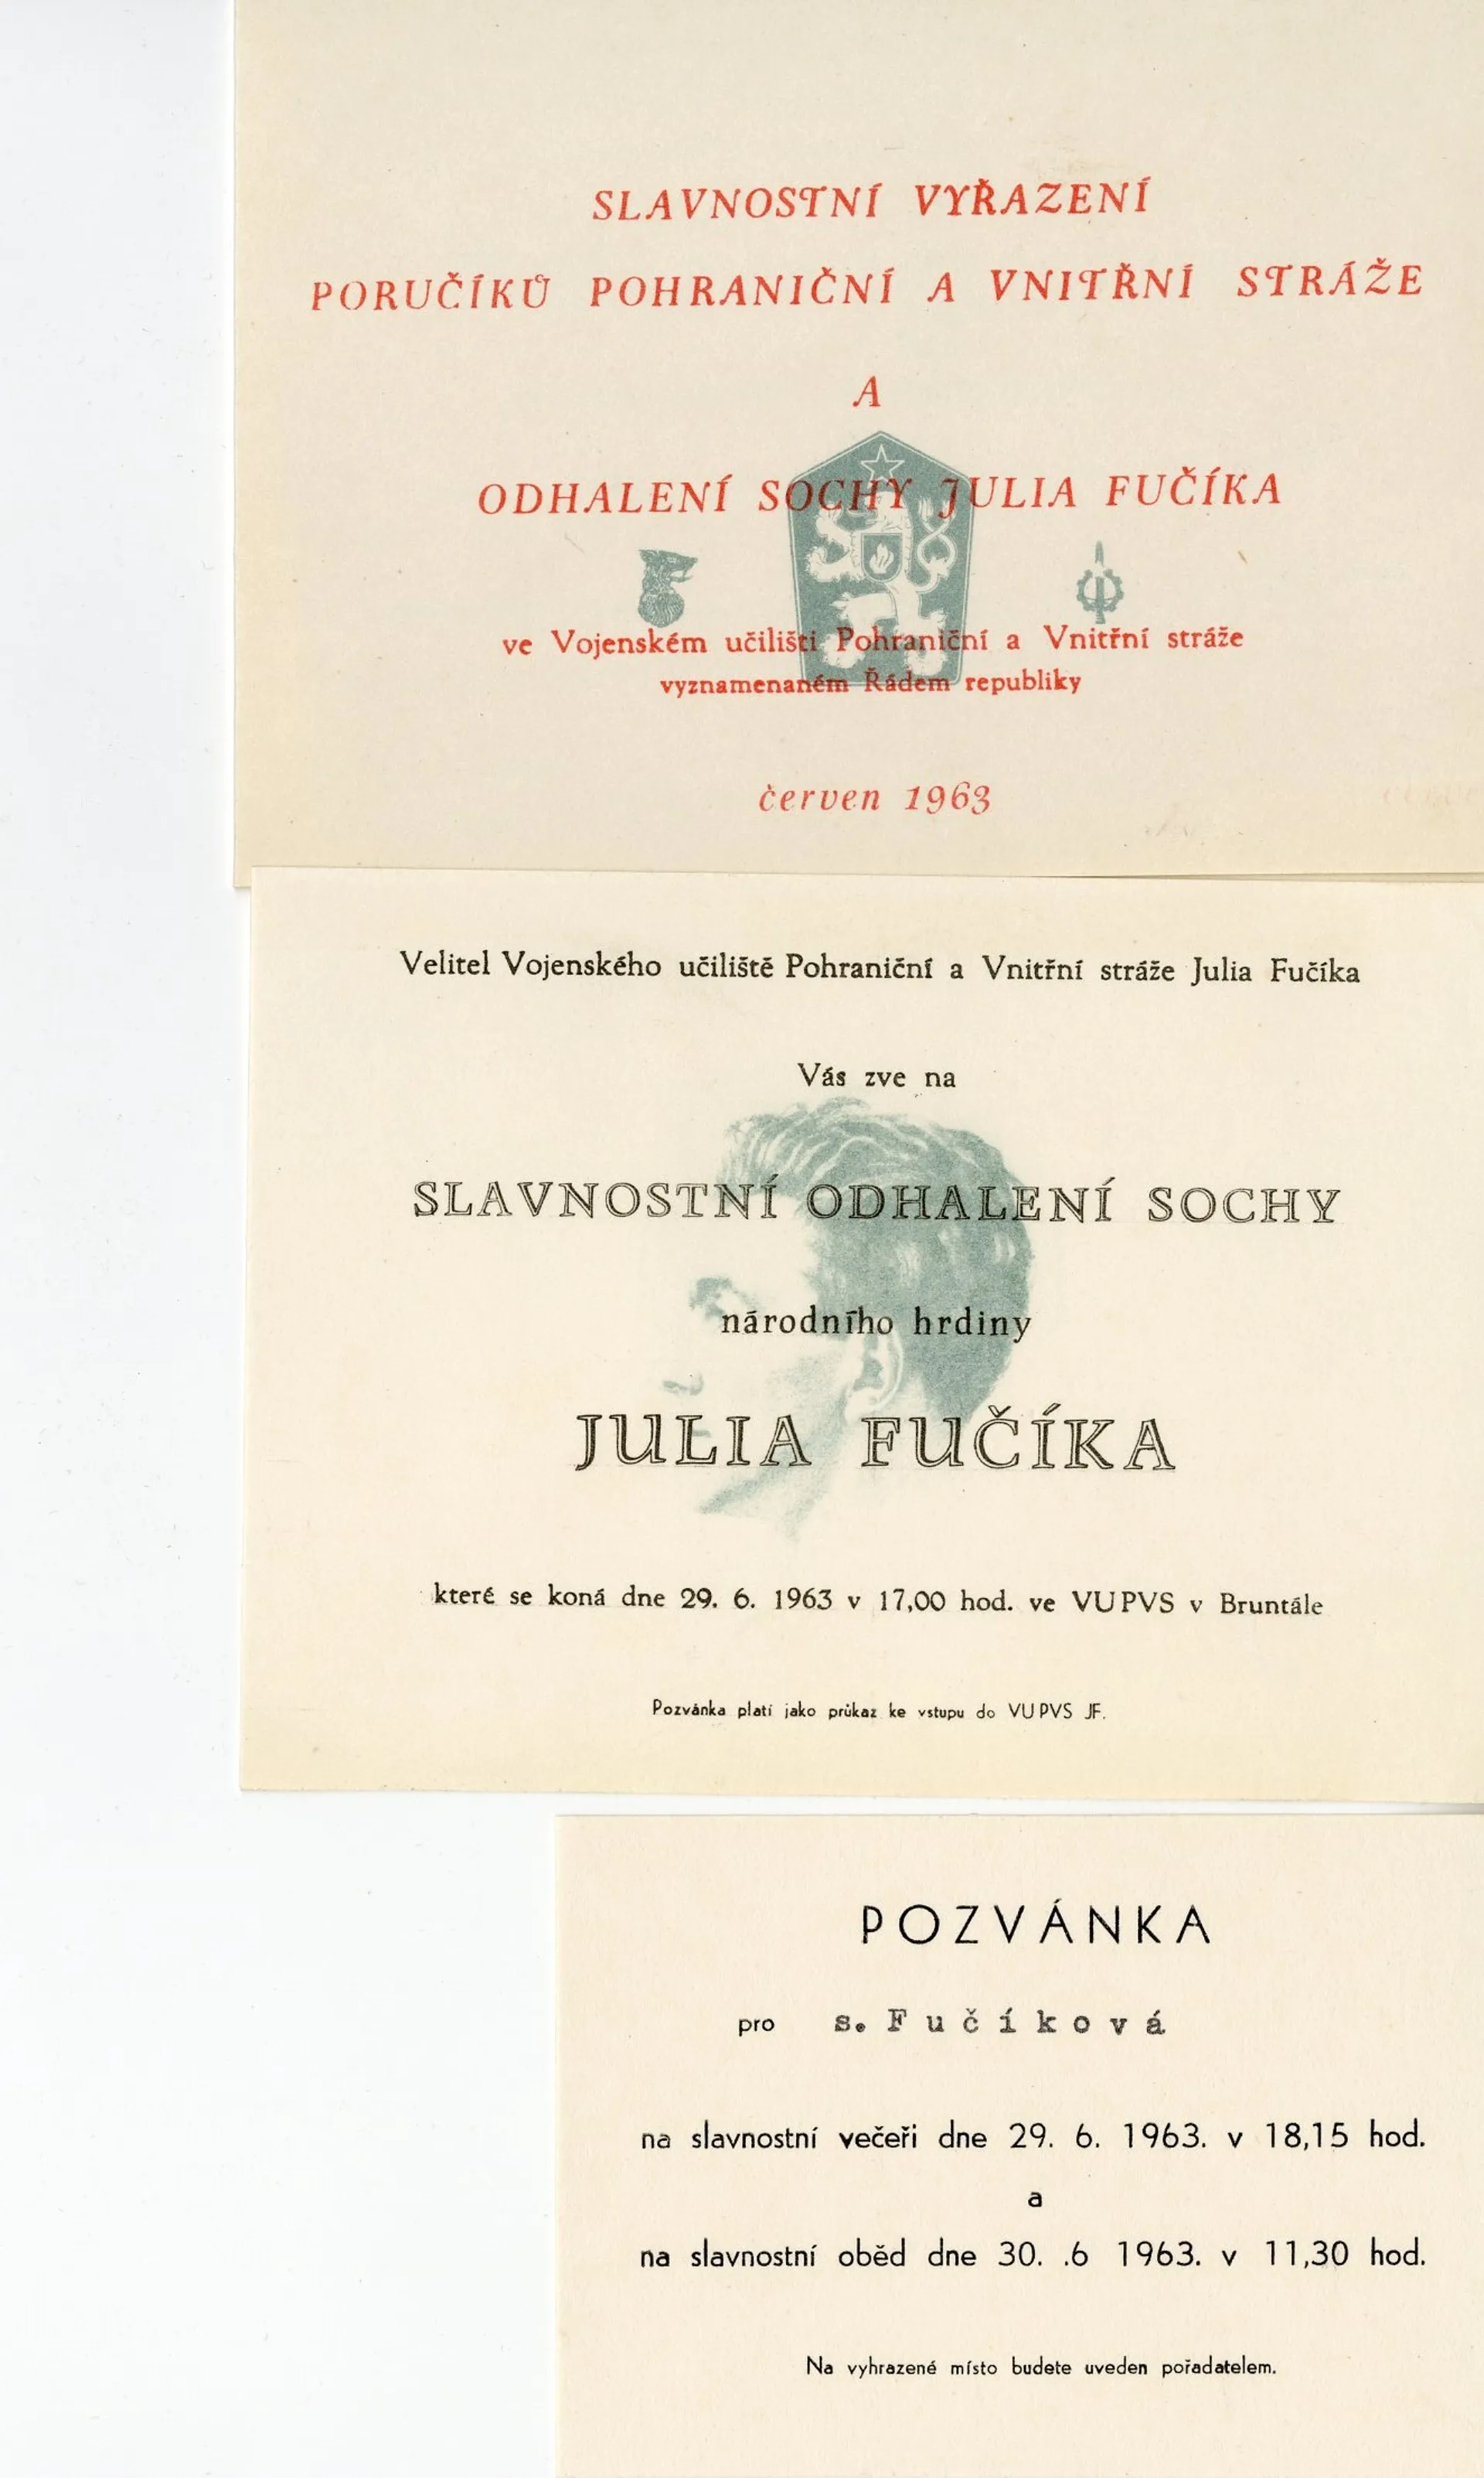 SLAVNOSTNÍ VYŘAZENÍ
PORUČÍKŮ POHRANIČNÍ A VNITŘNÍ STRÁŽE
A
ODHALENÍ SOCHY JULIA FUČÍKA
ve Vojenském učilišti Pohraniční a Vnitřní stráže
vyznamenaném Řádem republiky
červen 1963
Velitel Vojenského učiliště Pohraniční a Vnitřní stráže Julia Fučíka
Vás zve na
SLAVNOSTNÍ ODHALENÍ SOCHY
národního hrdiny
JULIA FUČÍKA
které se koná dne 29. 6. 1963 v 17,00 hod. ve VUPVS v Bruntále
Pozvánka platí jako průkaz ke vstupu do VUPVS JF.
POZVÁNKA
pro s. Fučíková
na slavnostní večeři dne 29. 6. 1963. v 18,15 hod.
a
na slavnostní oběd dne 30. .6 1963. v 11,30 hod.
Na vyhrazené místo budete uveden pořadatelem.